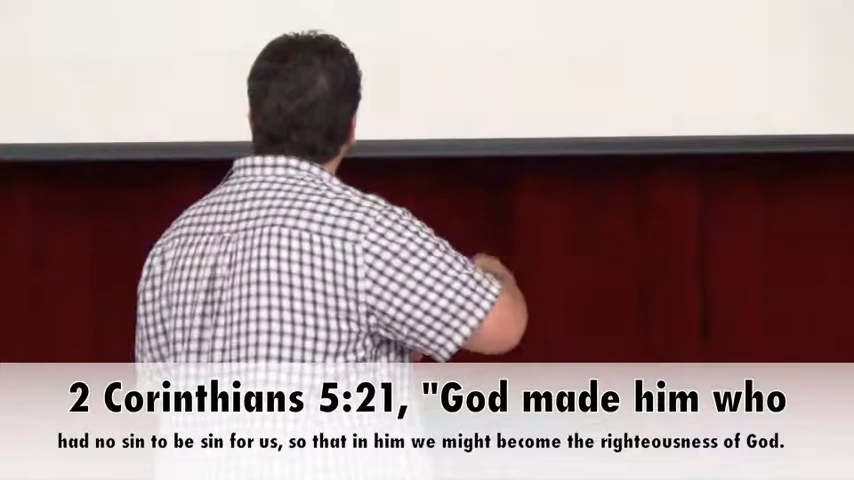 2 Corinthians 5:21, "God made him who
had no sin to be sin for us, so that in him we might become the righteousness of God.